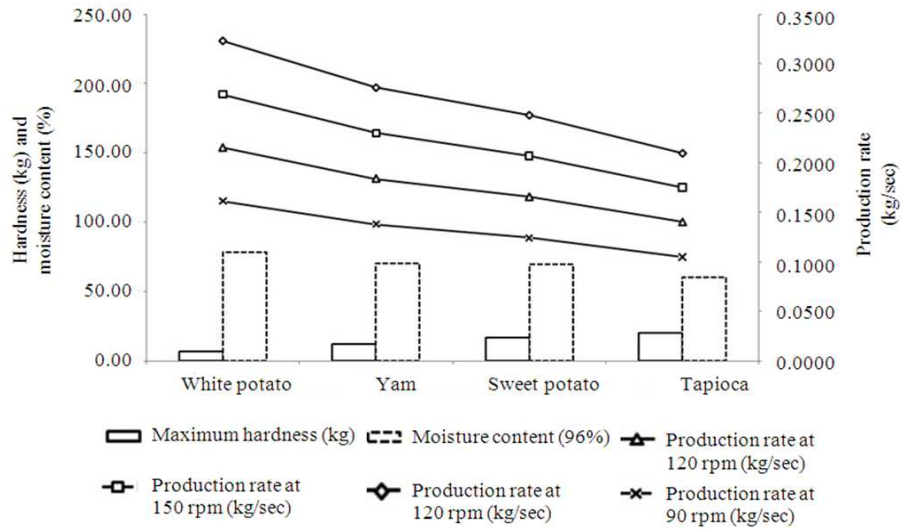 250.00
200.00
150.00
100.00
50.00
0.00
Hardness (kg) and
moisture content (%)
0.3500
0.3000
0.2500
0.2000
0.1500
0.1000
0.0500
0.0000
Production rate
(kg/sec)
White potato
Yam
Sweet potato
Tapioca
Maximum hardness (kg)
Moisture content (96%)
Production rate at
120 rpm (kg/sec)
Production rate at
150 rpm (kg/sec)
Production rate at
120 rpm (kg/sec)
Production rate at
90 rpm (kg/sec)